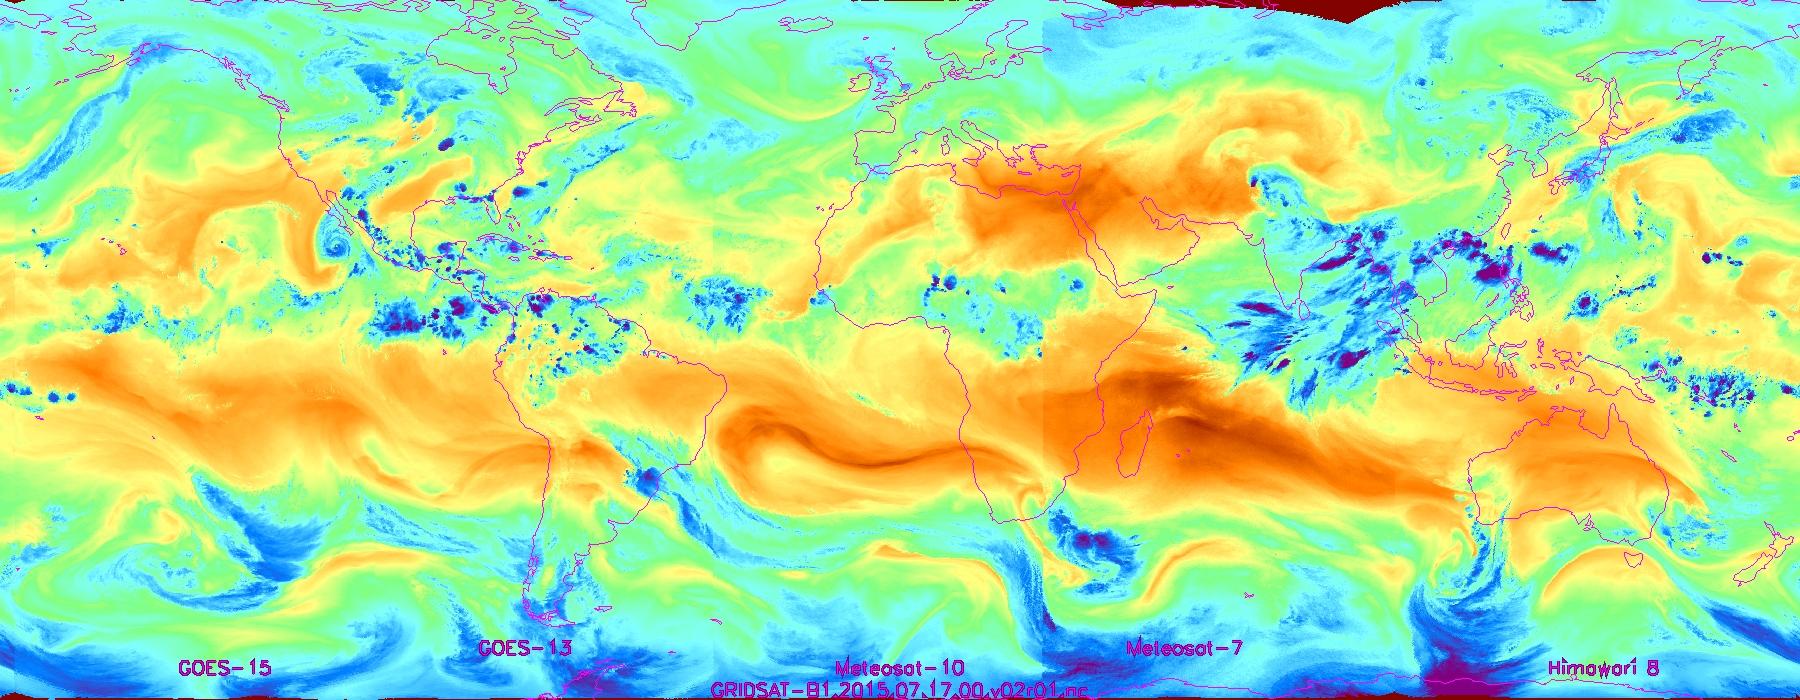 GOES-13
Meteosat-7
GOES-15
Meteosat-10
Himawari 8
GRIDSAT-B1.2015.07.17.00.v02r01.nc